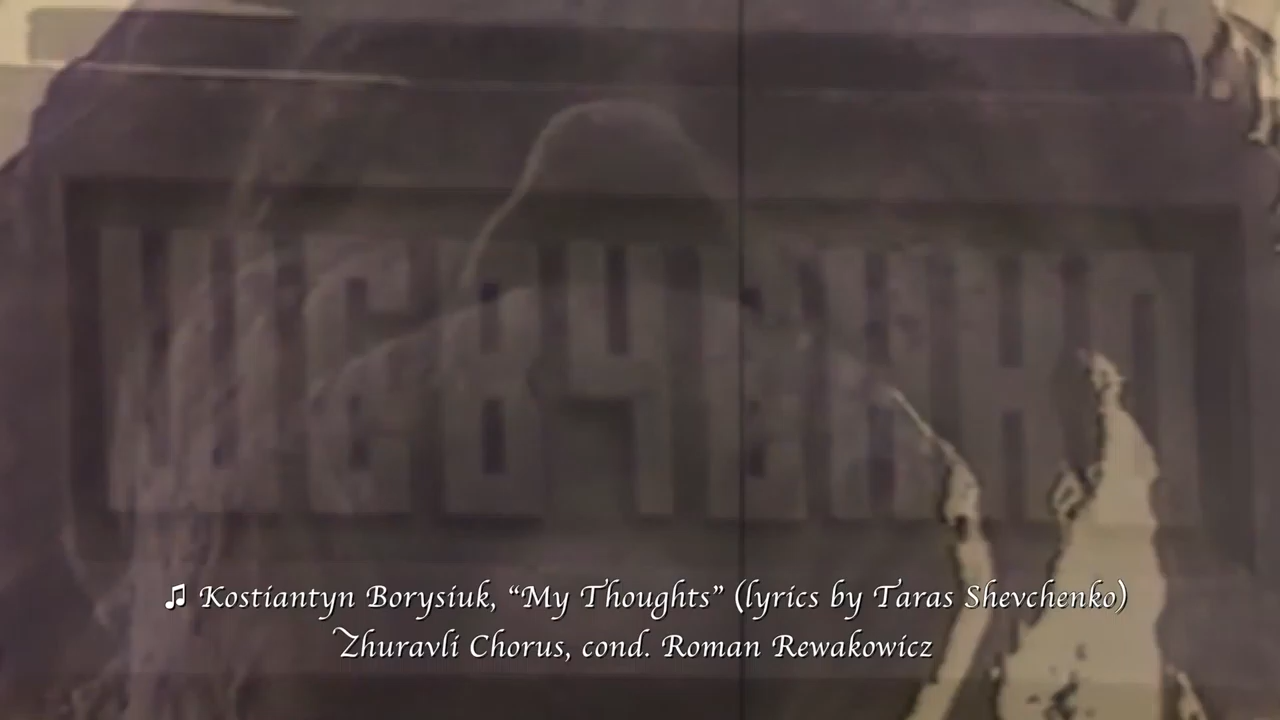 ШЕВЧЕНКО
♫ Kostiantyn Borysiuk, “My Thoughts” (lyrics by Taras Shevchenko)
Zhuravli Chorus, cond. Roman Rewakowicz